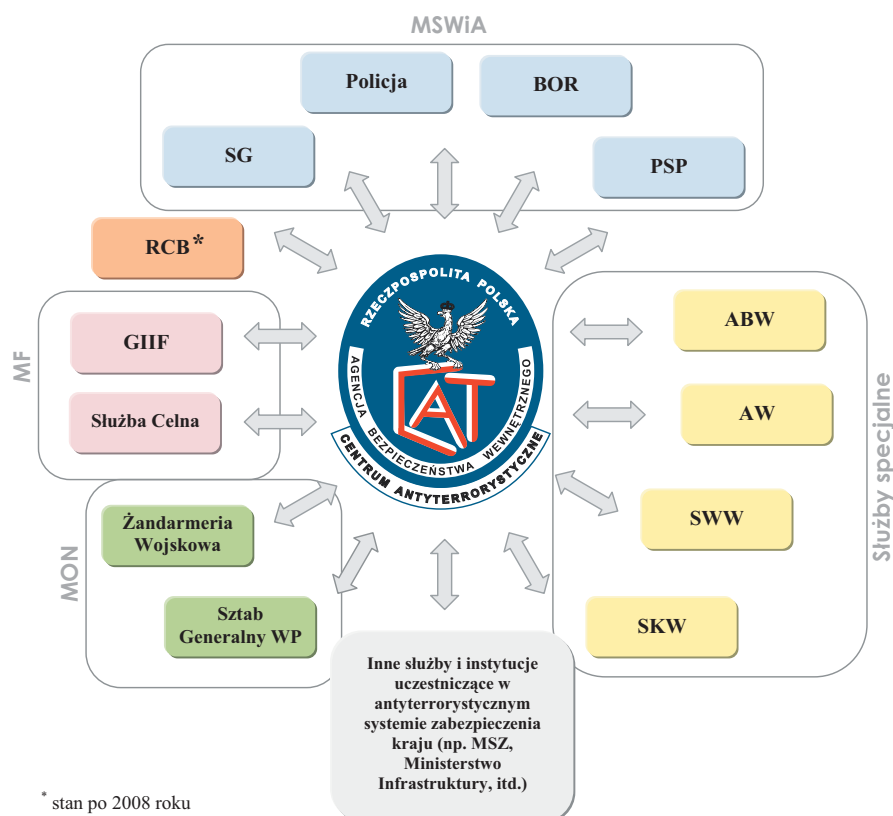 MSWiA
Policja
BOR
SG
PSP
RCB*
MF
GIIF
Służba Celna
RZECZPOSPOLITA POLSKA
AGENCJA BEZPIECZEŃSTWA WEWNĘTRZNEGO
CAT
CENTRUM ANTYTERRORYSTYCZNE
Służby specjalne
ABW
AW
SWW
SKW
MON
Żandarmeria
Wojskowa
Sztab
Generalny WP
Inne służby i instytucje
uczestniczące w
antyterrorystycznym
systemie zabezpieczenia
kraju (np. MSZ,
Ministerstwo
Infrastruktury, itd.)
* stan po 2008 roku